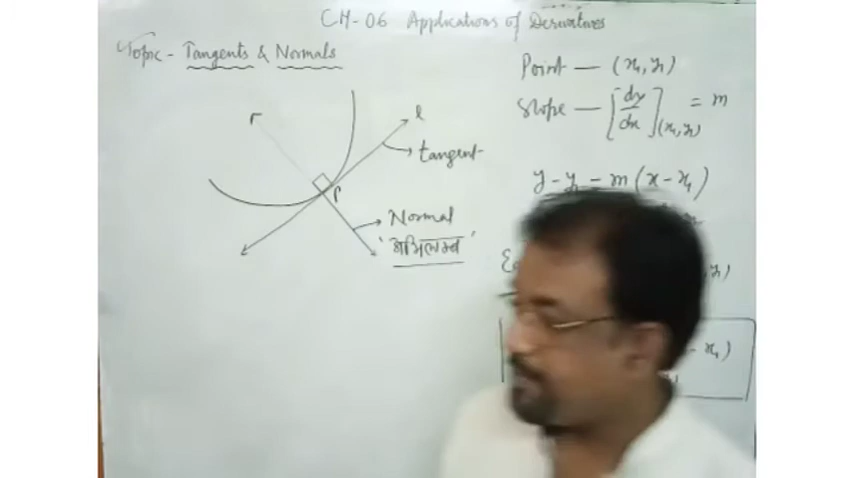 CH-06 Applications of Derivatives
Topic - Tangents & Normals
Point — (x₁, y₁)
Slope — [dy/dx](x₁, y₁) = m
r
l
tangent
y - y₁ = m(x - x₁)
P
Normal
'अभिलम्ब'